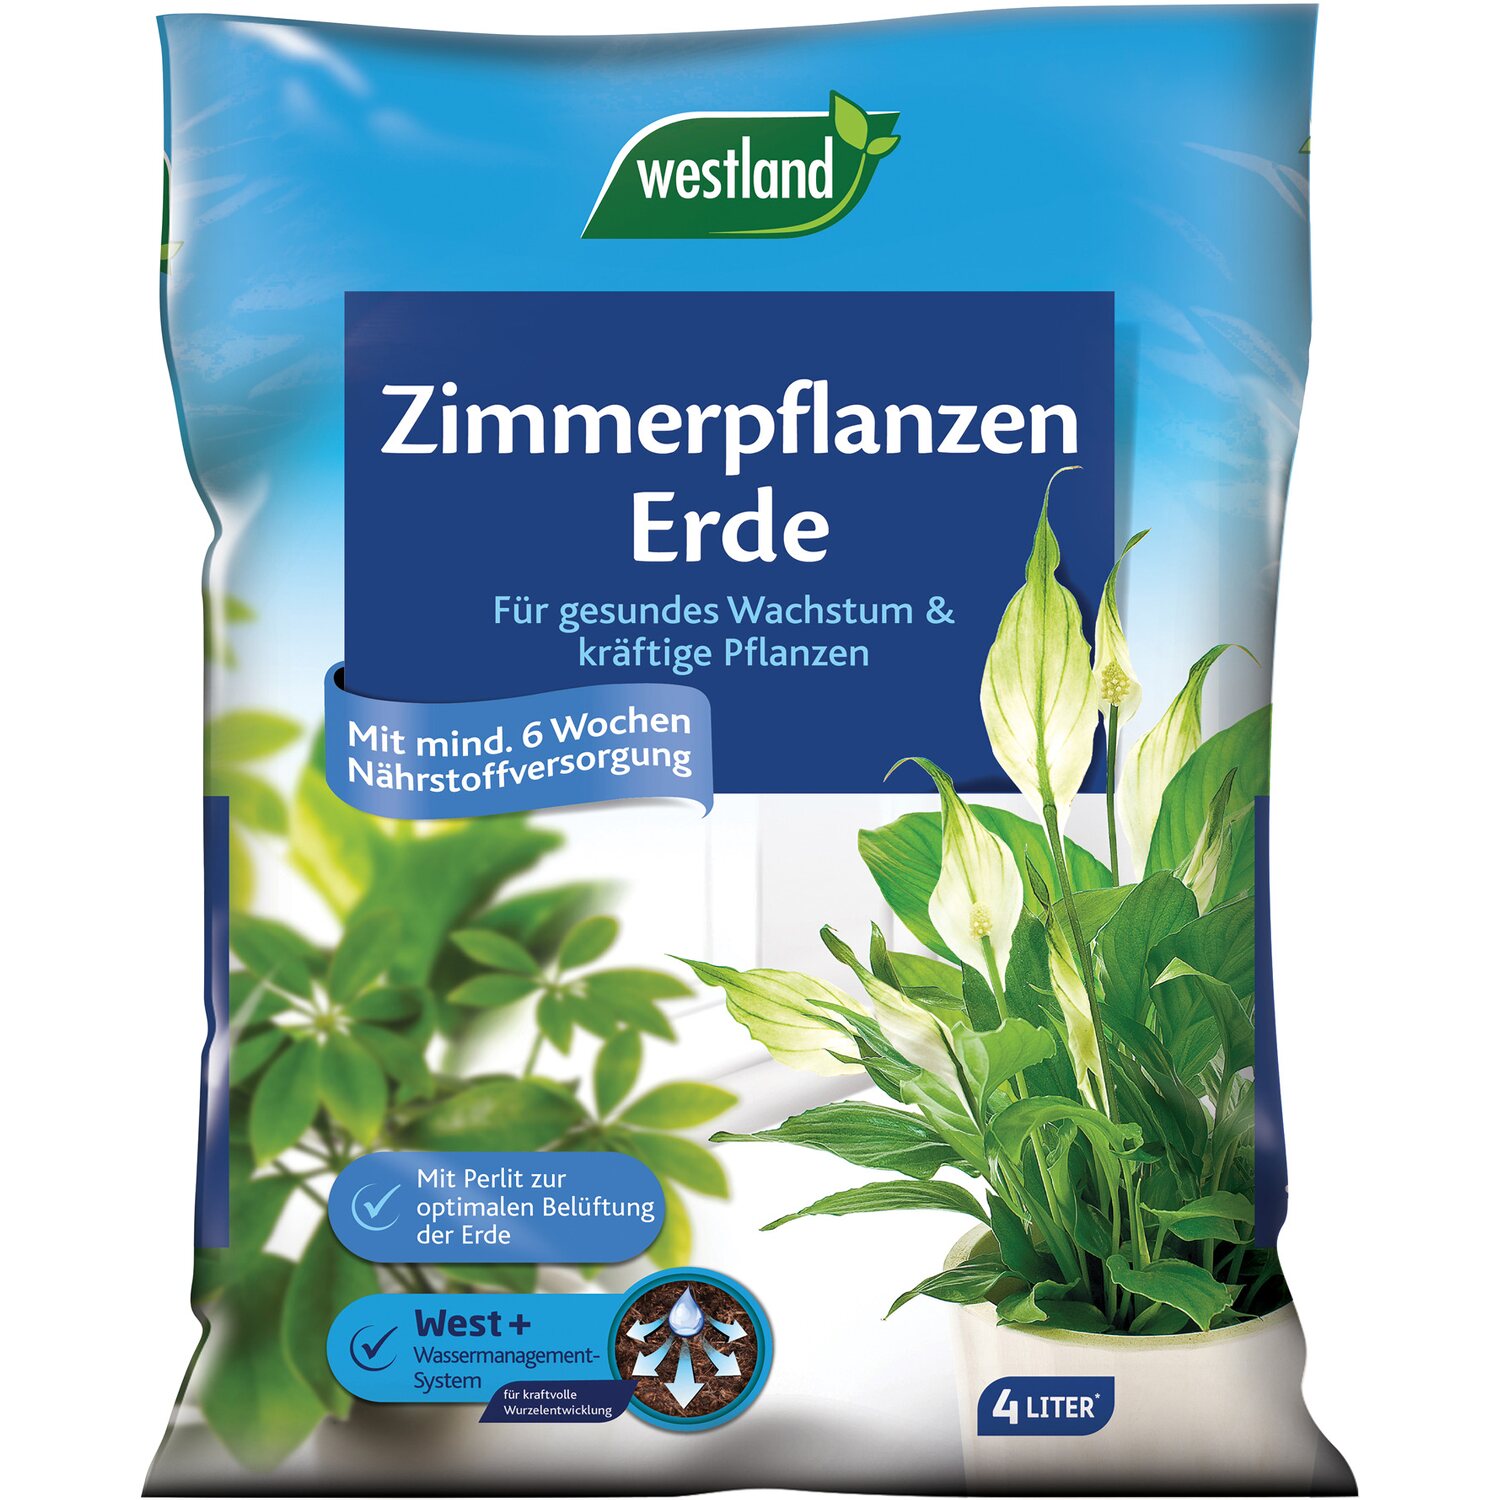 westland
Zimmerpflanzen
Erde
Für gesundes Wachstum &
kräftige Pflanzen
Mit mind. 6 Wochen
Nährstoffversorgung
Mit Perlit zur
optimalen Belüftung
der Erde
West+
Wassermanagement-
System
für kraftvolle
Wurzelentwicklung
4 LITER*